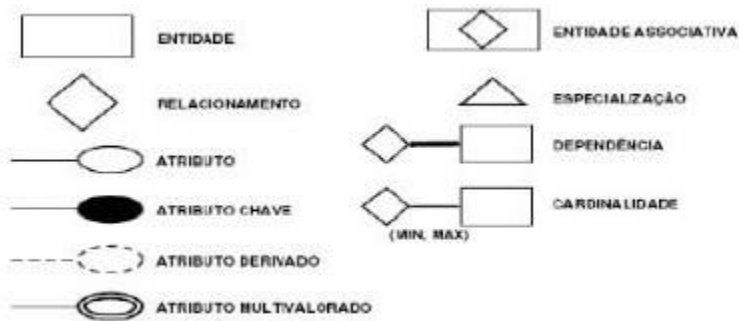 ENTIDADE
RELACIONAMENTO
ATRIBUTO
ATRIBUTO CHAVE
ATRIBUTO DERIVADO
ATRIBUTO MULTIVALORADO
ENTIDADE ASSOCIATIVA
ESPECIALIZAÇÃO
DEPENDÊNCIA
CARDINALIDADE
(MIN, MAX)